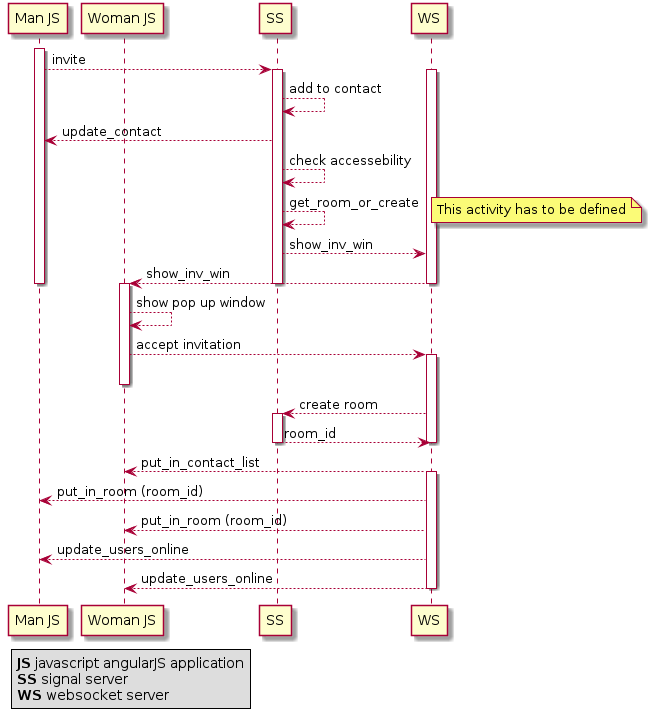 Man JS
Woman JS
SS
WS
invite
add to contact
update_contact
check accessebility
get_room_or_create
This activity has to be defined
show_inv_win
show_inv_win
show pop up window
accept invitation
create room
room_id
put_in_contact_list
put_in_room (room_id)
put_in_room (room_id)
update_users_online
update_users_online
Man JS
Woman JS
SS
WS
JS javascript angularJS application
SS signal server
WS websocket server